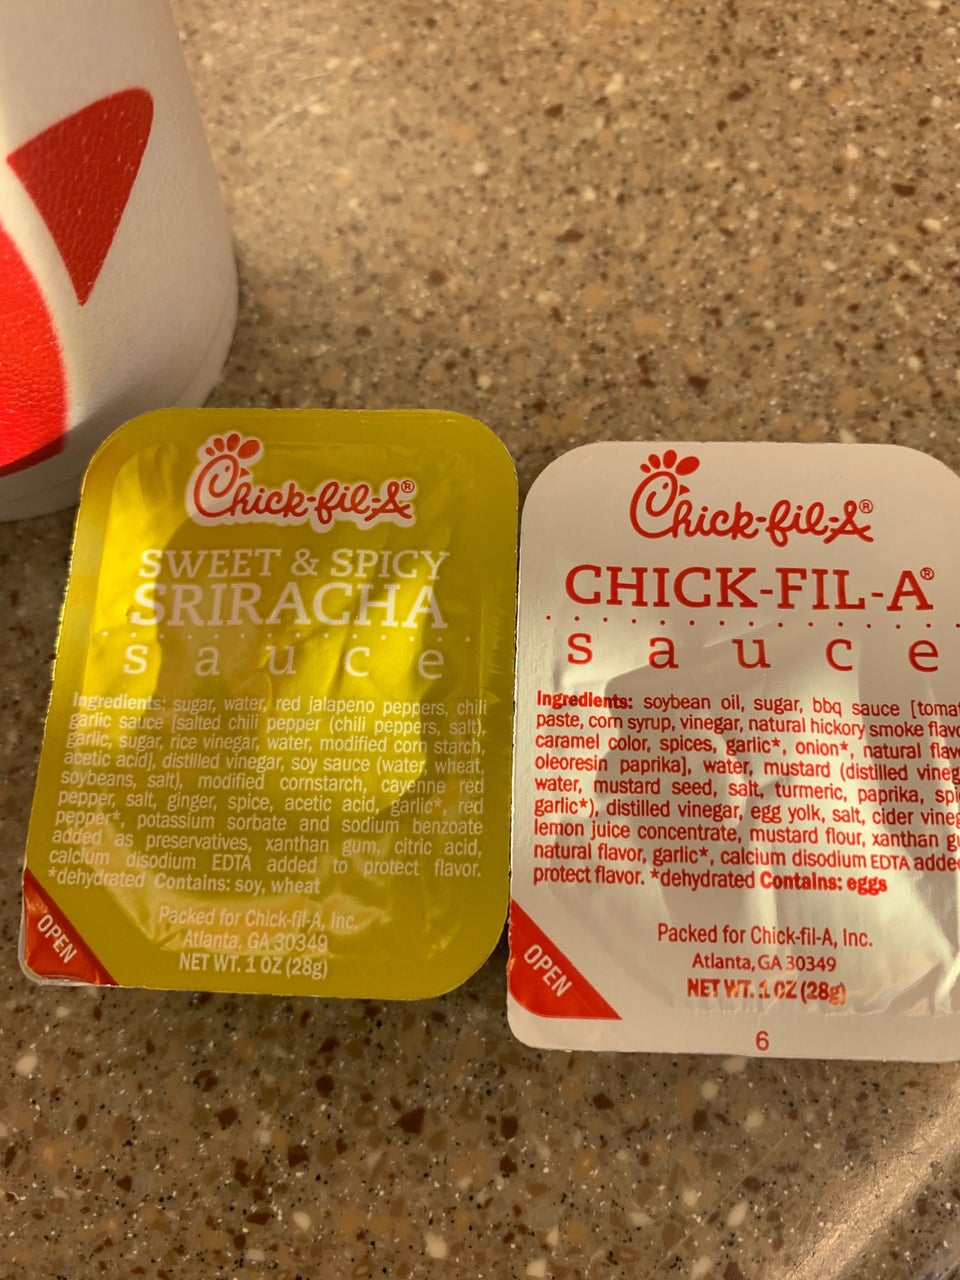 Chick-fil-A®
SWEET & SPICY
SRIRACHA
sauce
Ingredients: sugar, water, red jalapeno peppers, chili
garlic sauce [salted chili pepper (chili peppers, salt),
garlic, sugar, rice vinegar, water, modified corn starch,
acetic acid], distilled vinegar, soy sauce (water, wheat,
soybeans, salt), modified cornstarch, cayenne red
pepper, salt, ginger, spice, acetic acid, garlic*, red
pepper*, potassium sorbate and sodium benzoate
added as preservatives, xanthan gum, citric acid,
calcium disodium EDTA added to protect flavor.
*dehydrated Contains: soy, wheat
Packed for Chick-fil-A, Inc.
Atlanta, GA 30349
NET WT. 1 OZ (28g)
OPEN
Chick-fil-A®
CHICK-FIL-A®
sauce
Ingredients: soybean oil, sugar, bbq sauce [tomat
paste, corn syrup, vinegar, natural hickory smoke flavo
caramel color, spices, garlic*, onion*, natural flav
oleoresin paprika], water, mustard (distilled vineg
water, mustard seed, salt, turmeric, paprika, spi
garlic*), distilled vinegar, egg yolk, salt, cider vineg
lemon juice concentrate, mustard flour, xanthan gu
natural flavor, garlic*, calcium disodium EDTA adde
protect flavor. *dehydrated Contains: eggs
Packed for Chick-fil-A, Inc.
Atlanta, GA 30349
NET WT. 1 OZ (28g)
OPEN
6